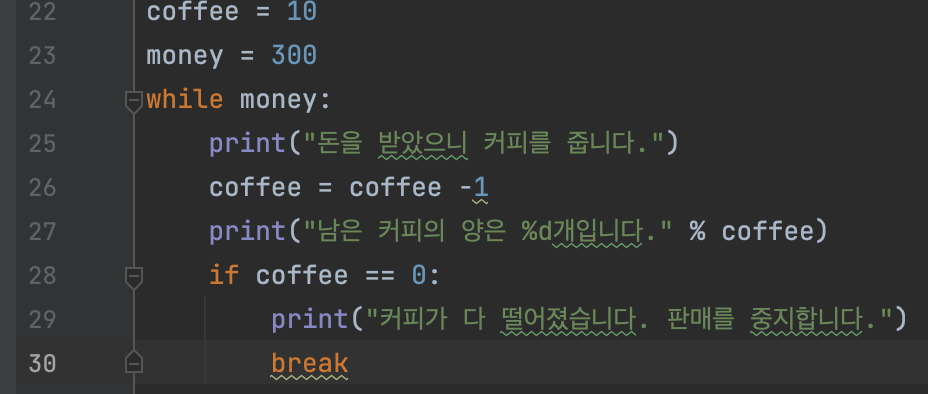 22 coffee = 10
23 money = 300
24 while money:
25 print("돈을 받았으니 커피를 줍니다.")
26 coffee = coffee -1
27 print("남은 커피의 양은 %d개입니다." % coffee)
28 if coffee == 0:
29 print("커피가 다 떨어졌습니다. 판매를 중지합니다.")
30 break